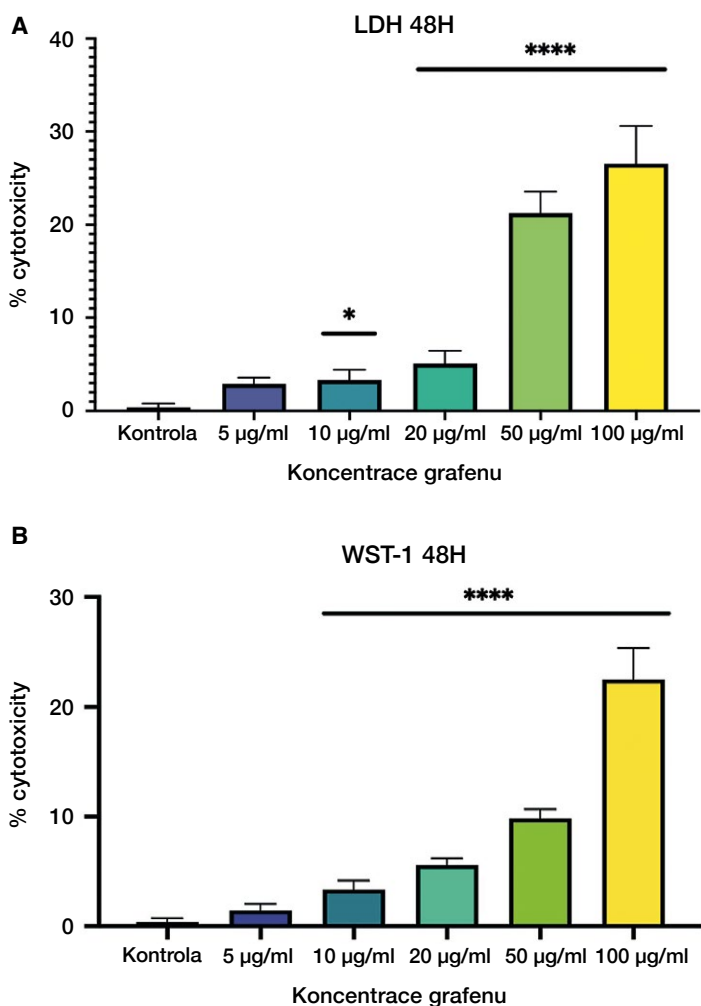 A
LDH 48H
40
30
20
10
0
% cytotoxicity
****
*
Kontrola 5 µg/ml 10 µg/ml 20 µg/ml 50 µg/ml 100 µg/ml
Koncentrace grafenu
B
WST-1 48H
30
20
10
0
% cytotoxicity
****
Kontrola 5 µg/ml 10 µg/ml 20 µg/ml 50 µg/ml 100 µg/ml
Koncentrace grafenu